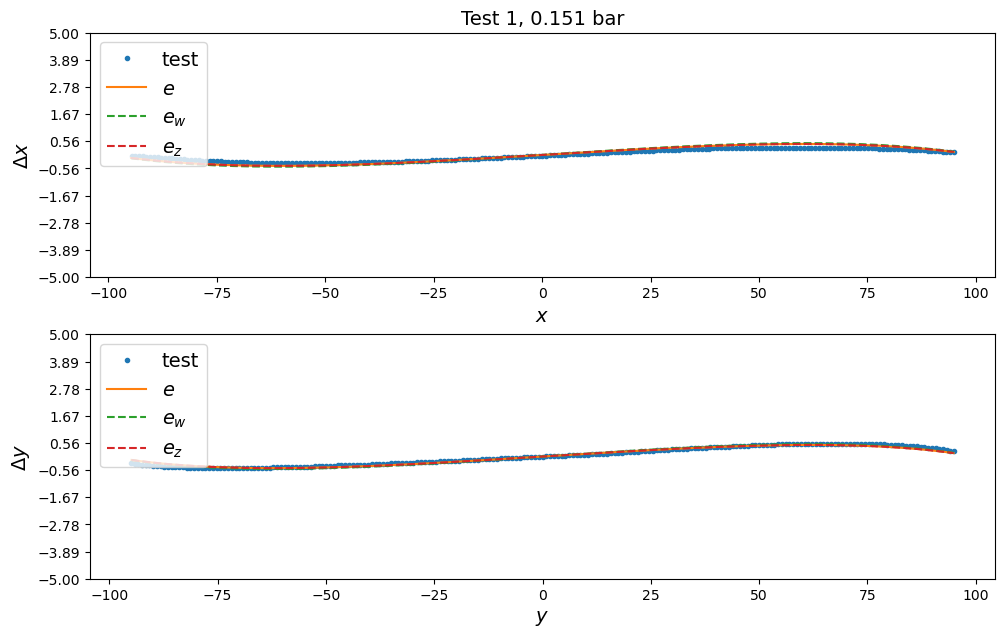 Test 1, 0.151 bar
5.00
3.89
2.78
1.67
0.56
−0.56
−1.67
−2.78
−3.89
−5.00
Δx
test
e
e_w
e_z
−100 −75 −50 −25 0 25 50 75 100
x
5.00
3.89
2.78
1.67
0.56
−0.56
−1.67
−2.78
−3.89
−5.00
Δy
test
e
e_w
e_z
−100 −75 −50 −25 0 25 50 75 100
y